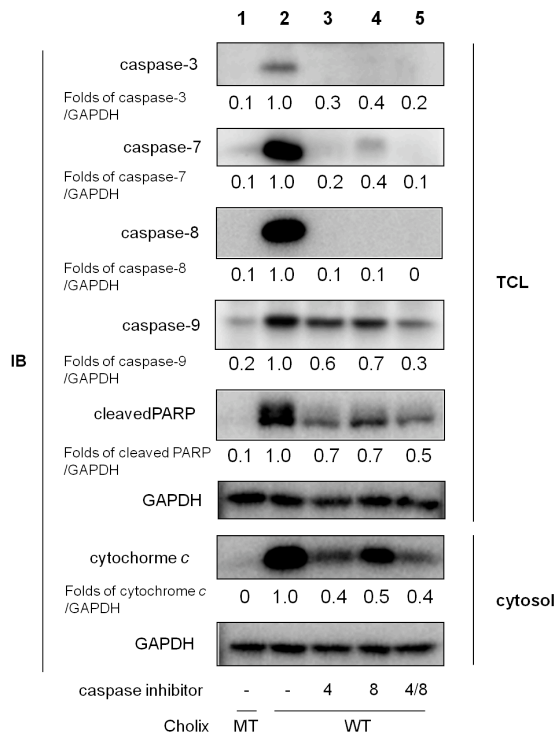 1 2 3 4 5
caspase-3
Folds of caspase-3
/GAPDH
0.1 1.0 0.3 0.4 0.2
caspase-7
Folds of caspase-7
/GAPDH
0.1 1.0 0.2 0.4 0.1
caspase-8
Folds of caspase-8
/GAPDH
0.1 1.0 0.1 0.1 0
TCL
caspase-9
IB
Folds of caspase-9
/GAPDH
0.2 1.0 0.6 0.7 0.3
cleavedPARP
Folds of cleaved PARP
/GAPDH
0.1 1.0 0.7 0.7 0.5
GAPDH
cytochorme c
Folds of cytochrome c
/GAPDH
0 1.0 0.4 0.5 0.4
cytosol
GAPDH
caspase inhibitor - - 4 8 4/8
Cholix MT WT